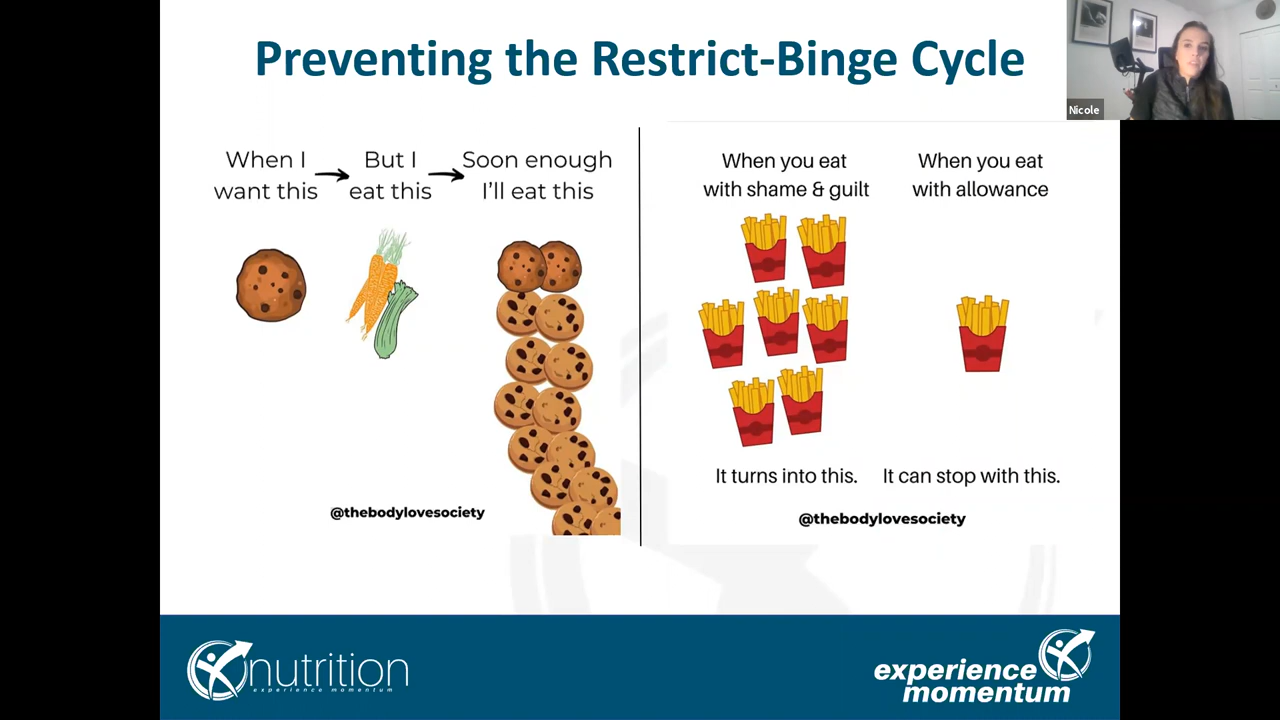 Preventing the Restrict-Binge Cycle
Nicole
When I
want this
But I
eat this
Soon enough
I'll eat this
@thebodylovesociety
When you eat
with shame & guilt
When you eat
with allowance
It turns into this.
It can stop with this.
@thebodylovesociety
nutrition
experience momentum
experience
momentum